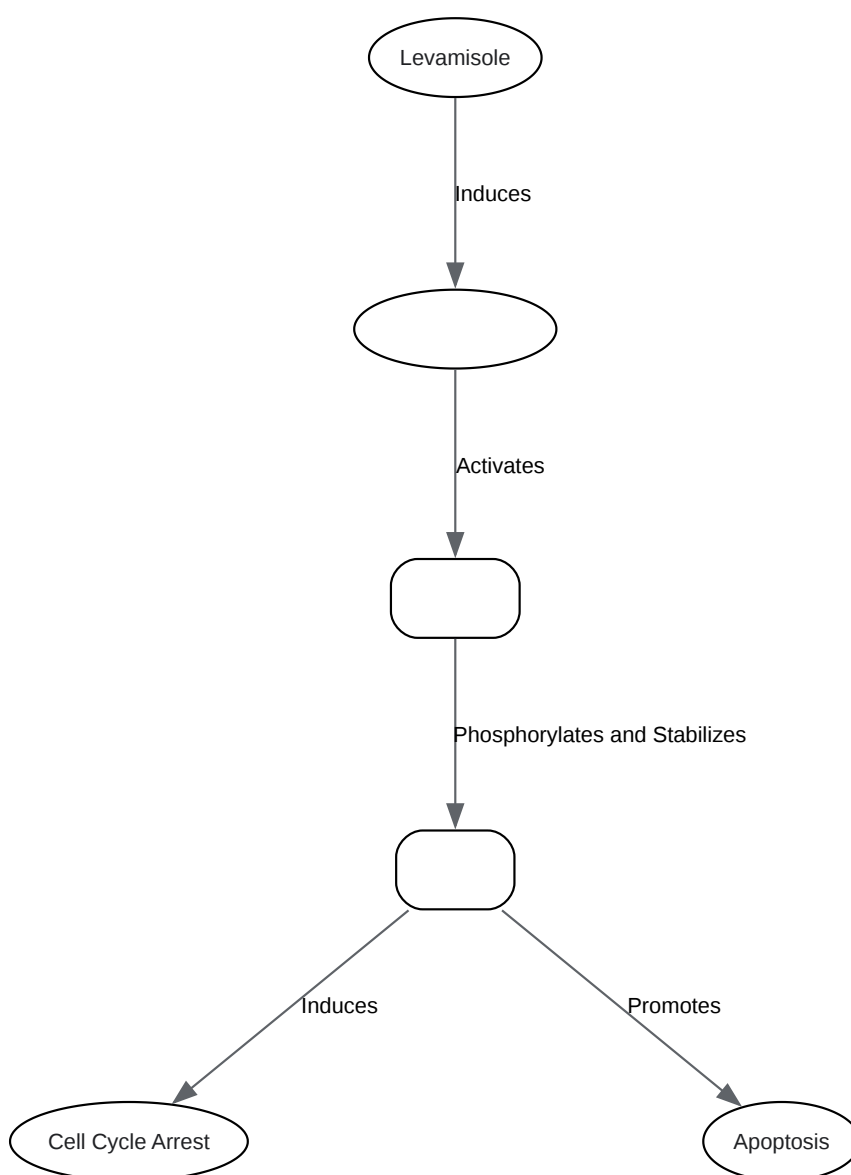 Levamisole
Induces
Activates
Phosphorylates and Stabilizes
Induces
Promotes
Cell Cycle Arrest
Apoptosis